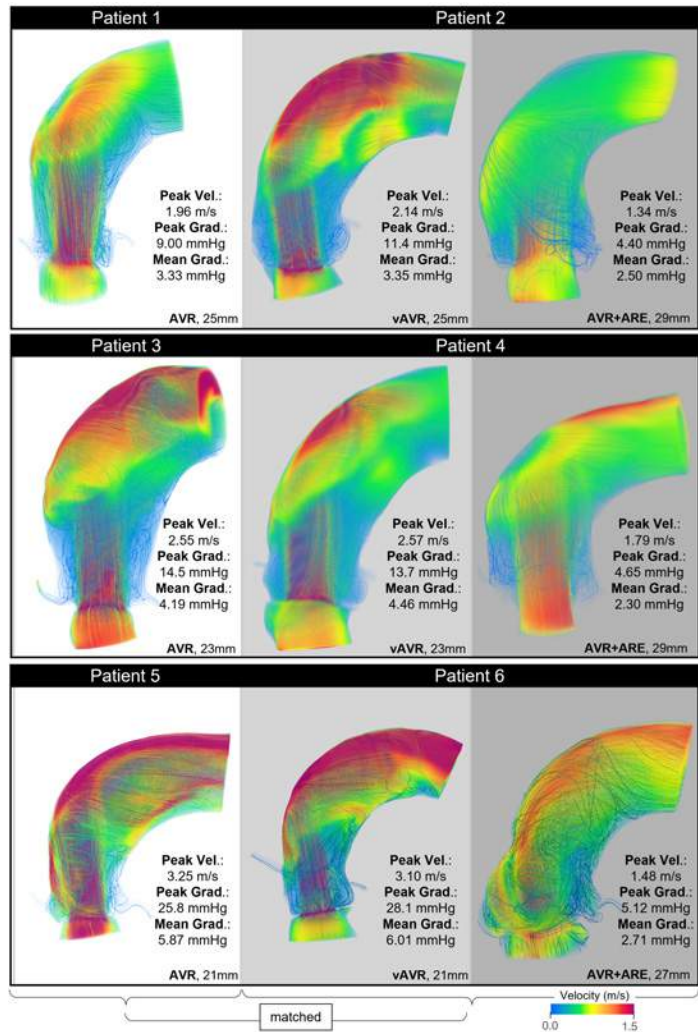 Patient 1
Patient 2
Peak Vel.:
1.96 m/s
Peak Grad.:
9.00 mmHg
Mean Grad.:
3.33 mmHg
AVR, 25mm
Peak Vel.:
2.14 m/s
Peak Grad.:
11.4 mmHg
Mean Grad.:
3.35 mmHg
vAVR, 25mm
Peak Vel.:
1.34 m/s
Peak Grad.:
4.40 mmHg
Mean Grad.:
2.50 mmHg
AVR+ARE, 29mm
Patient 3
Patient 4
Peak Vel.:
2.55 m/s
Peak Grad.:
14.5 mmHg
Mean Grad.:
4.19 mmHg
AVR, 23mm
Peak Vel.:
2.57 m/s
Peak Grad.:
13.7 mmHg
Mean Grad.:
4.46 mmHg
vAVR, 23mm
Peak Vel.:
1.79 m/s
Peak Grad.:
4.65 mmHg
Mean Grad.:
2.30 mmHg
AVR+ARE, 29mm
Patient 5
Patient 6
Peak Vel.:
3.25 m/s
Peak Grad.:
25.8 mmHg
Mean Grad.:
5.87 mmHg
AVR, 21mm
Peak Vel.:
3.10 m/s
Peak Grad.:
28.1 mmHg
Mean Grad.:
6.01 mmHg
vAVR, 21mm
Peak Vel.:
1.48 m/s
Peak Grad.:
5.12 mmHg
Mean Grad.:
2.71 mmHg
AVR+ARE, 27mm
matched
Velocity (m/s)
0.0 1.5